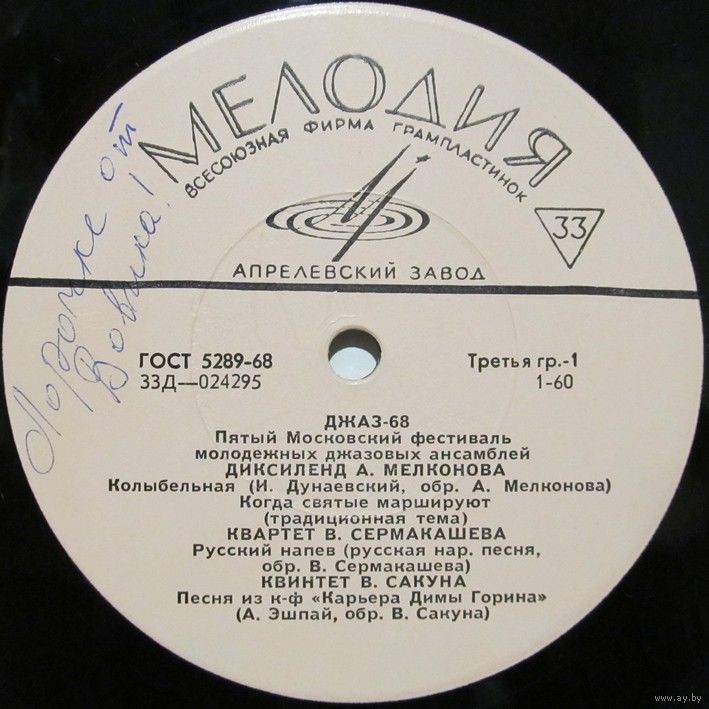 МЕЛОДИЯ
ВСЕСОЮЗНАЯ ФИРМА ГРАМПЛАСТИНОК
33
АПРЕЛЕВСКИЙ ЗАВОД
Лорочке от
Вовика!
ГОСТ 5289-68
33Д—024295
Третья гр.-1
1-60
ДЖАЗ-68
Пятый Московский фестиваль
молодежных джазовых ансамблей
ДИКСИЛЕНД А. МЕЛКОНОВА
Колыбельная (И. Дунаевский, обр. А. Мелконова)
Когда святые маршируют
(традиционная тема)
КВАРТЕТ В. СЕРМАКАШЕВА
Русский напев (русская нар. песня,
обр. В. Сермакашева)
КВИНТЕТ В. САКУНА
Песня из к-ф «Карьера Димы Горина»
(А. Эшпай, обр. В. Сакуна)
www.ay.by